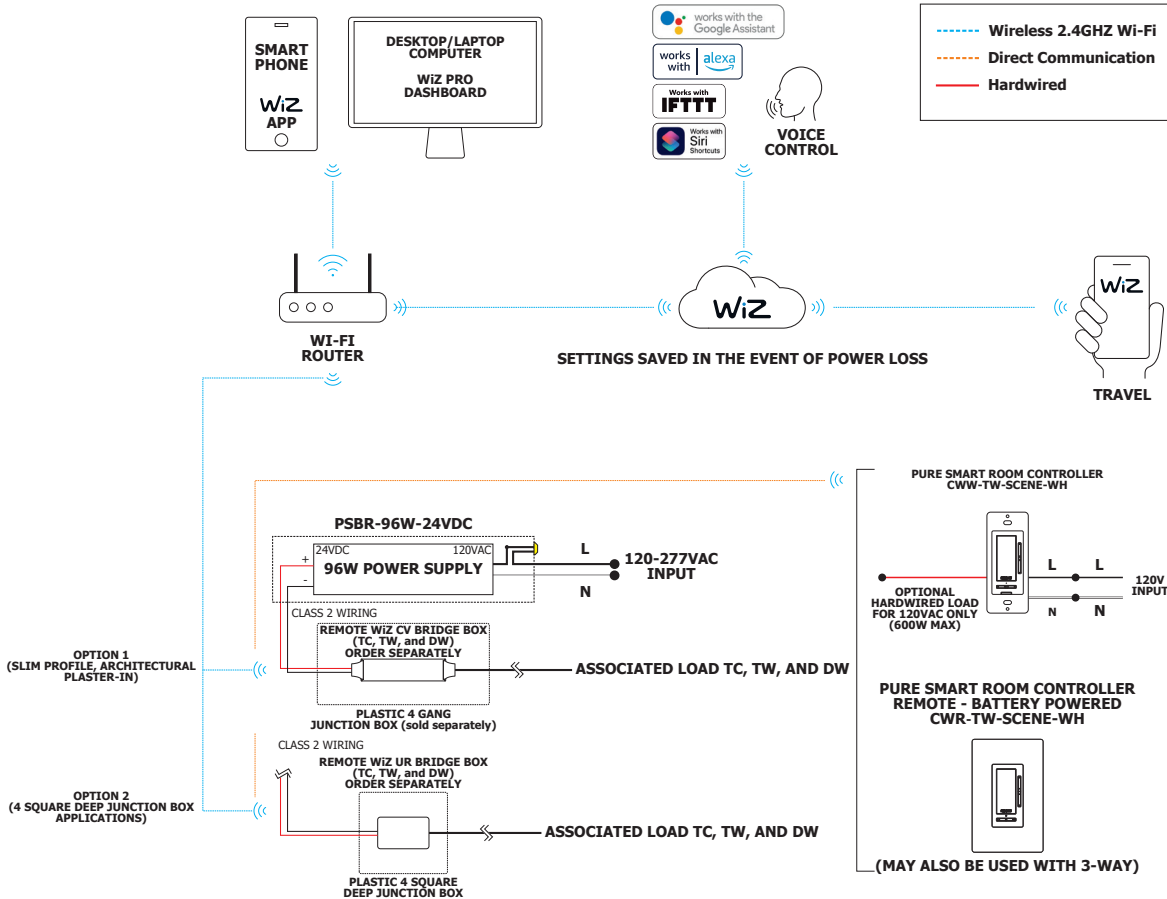 SMART
PHONE
WiZ
APP
DESKTOP/LAPTOP
COMPUTER
WiZ PRO
DASHBOARD
works with the
Google Assistant
works
with
alexa
Works with
IFTTT
Works with
Siri
Shortcuts
VOICE
CONTROL
Wireless 2.4GHZ Wi-Fi
Direct Communication
Hardwired
WI-FI
ROUTER
WiZ
SETTINGS SAVED IN THE EVENT OF POWER LOSS
WiZ
TRAVEL
PSBR-96W-24VDC
24VDC
120VAC
+
-
96W POWER SUPPLY
L
N
120-277VAC
INPUT
CLASS 2 WIRING
REMOTE WiZ CV BRIDGE BOX
(TC, TW, and DW)
ORDER SEPARATELY
OPTION 1
(SLIM PROFILE, ARCHITECTURAL
PLASTER-IN)
ASSOCIATED LOAD TC, TW, AND DW
PLASTIC 4 GANG
JUNCTION BOX (sold separately)
CLASS 2 WIRING
REMOTE WiZ UR BRIDGE BOX
(TC, TW, and DW)
ORDER SEPARATELY
OPTION 2
(4 SQUARE DEEP JUNCTION BOX
APPLICATIONS)
ASSOCIATED LOAD TC, TW, AND DW
PLASTIC 4 SQUARE
DEEP JUNCTION BOX
PURE SMART ROOM CONTROLLER
CWW-TW-SCENE-WH
L
L
N
N
120V
INPUT
OPTIONAL
HARDWIRED LOAD
FOR 120VAC ONLY
(600W MAX)
PURE SMART ROOM CONTROLLER
REMOTE - BATTERY POWERED
CWR-TW-SCENE-WH
(MAY ALSO BE USED WITH 3-WAY)